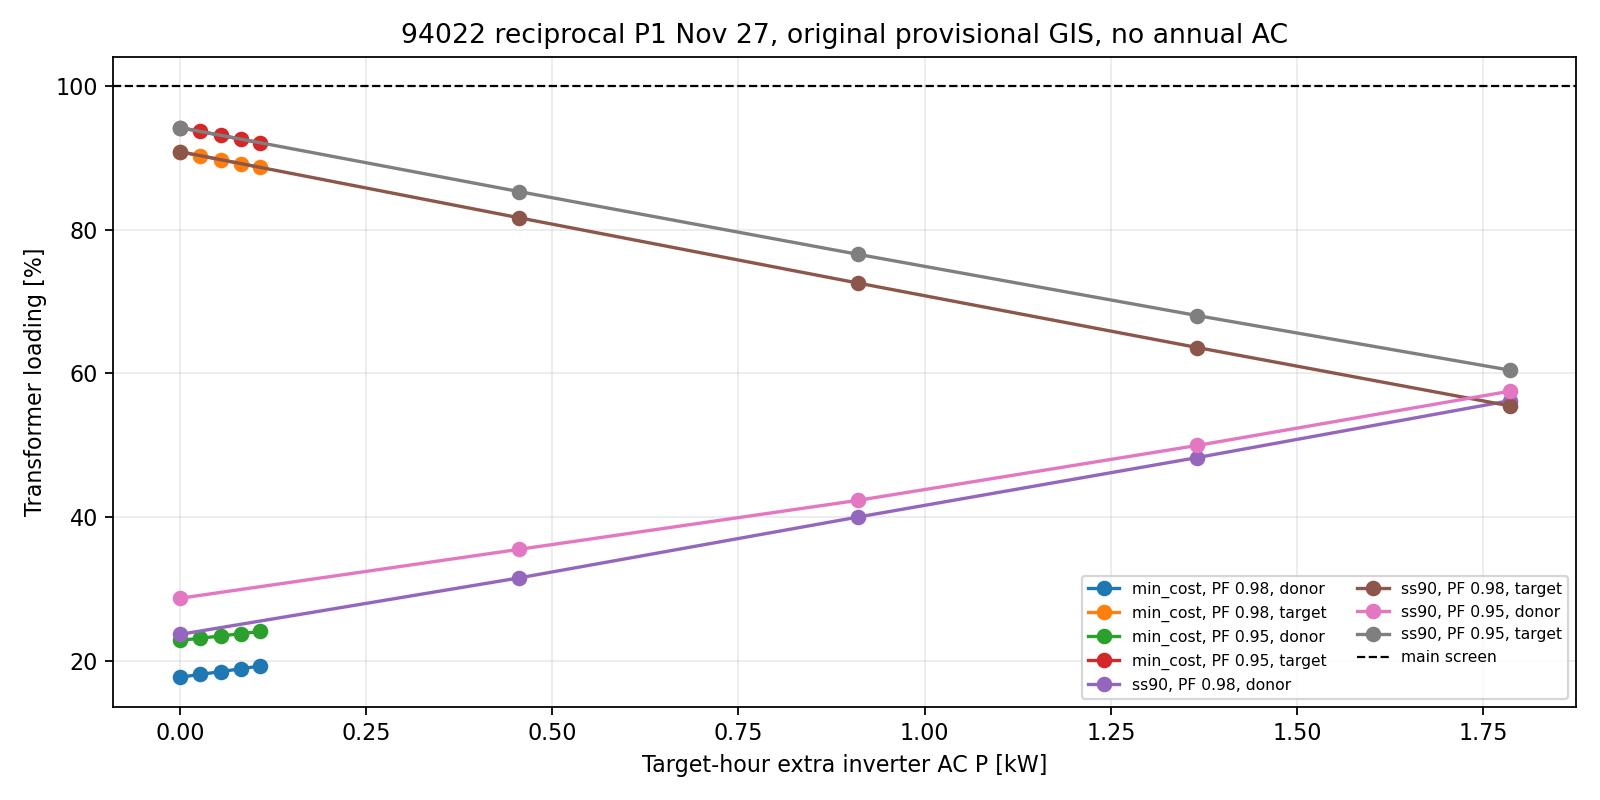 94022 reciprocal P1 Nov 27, original provisional GIS, no annual AC
Transformer loading [%]
100
80
60
40
20
0.00
0.25
0.50
0.75
1.00
1.25
1.50
1.75
Target-hour extra inverter AC P [kW]
min_cost, PF 0.98, donor
min_cost, PF 0.98, target
min_cost, PF 0.95, donor
min_cost, PF 0.95, target
ss90, PF 0.98, donor
ss90, PF 0.98, target
ss90, PF 0.95, donor
ss90, PF 0.95, target
main screen